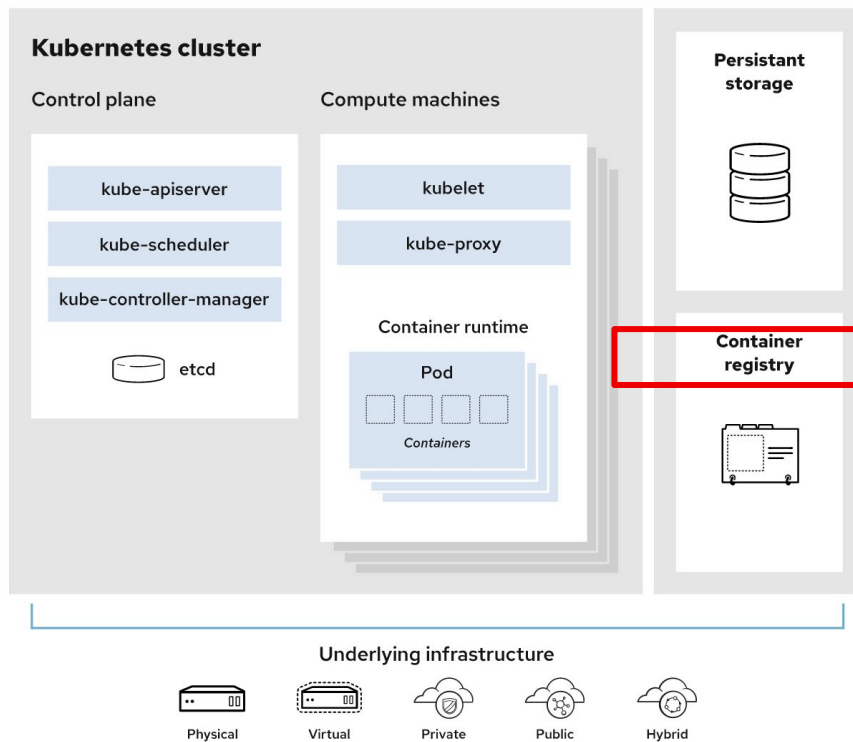 Kubernetes cluster
Control plane
kube-apiserver
kube-scheduler
kube-controller-manager
etcd
Compute machines
kubelet
kube-proxy
Container runtime
Pod
Containers
Persistant
storage
Container
registry
Underlying infrastructure
Physical
Virtual
Private
Public
Hybrid